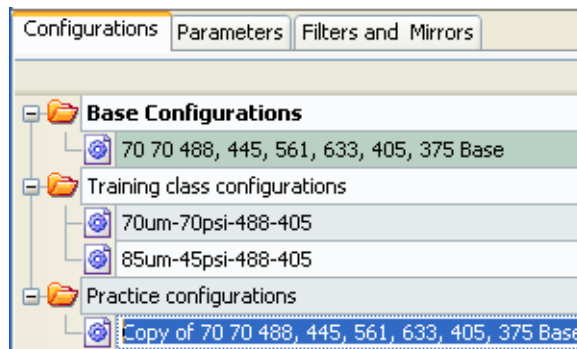 Configurations Parameters Filters and Mirrors
Base Configurations
70 70 488, 445, 561, 633, 405, 375 Base
Training class configurations
70um-70psi-488-405
85um-45psi-488-405
Practice configurations
Copy of 70 70 488, 445, 561, 633, 405, 375 Base